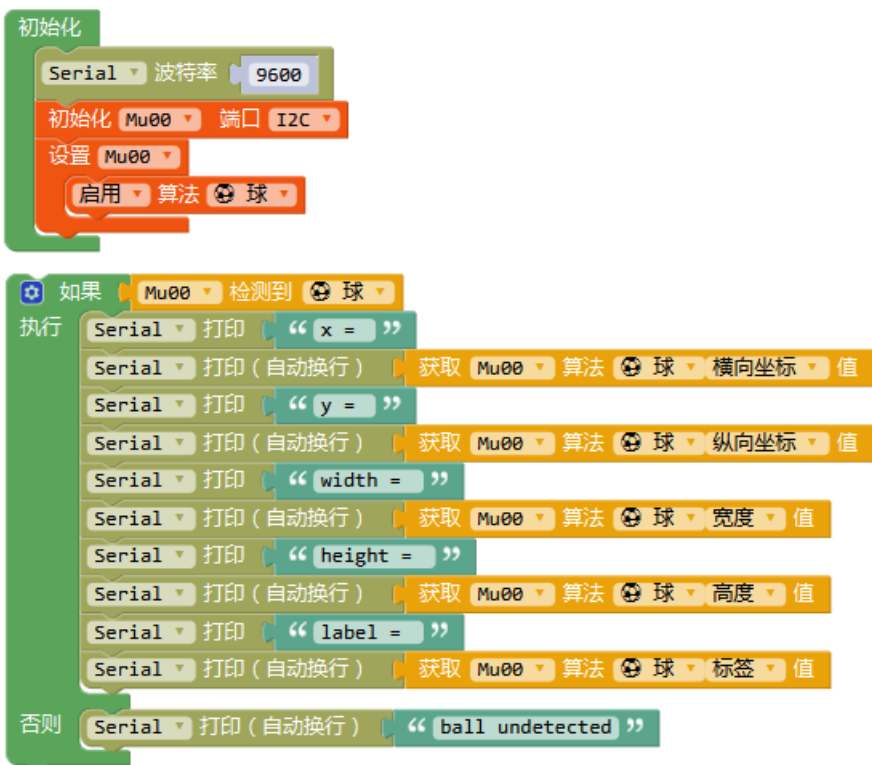 初始化
Serial 波特率 9600
初始化 Mu00 端口 I2C
设置 Mu00
启用 算法 球
如果 Mu00 检测到 球
执行 Serial 打印 “ x = ”
Serial 打印（自动换行） 获取 Mu00 算法 球 横向坐标 值
Serial 打印 “ y = ”
Serial 打印（自动换行） 获取 Mu00 算法 球 纵向坐标 值
Serial 打印 “ width = ”
Serial 打印（自动换行） 获取 Mu00 算法 球 宽度 值
Serial 打印 “ height = ”
Serial 打印（自动换行） 获取 Mu00 算法 球 高度 值
Serial 打印 “ label = ”
Serial 打印（自动换行） 获取 Mu00 算法 球 标签 值
否则 Serial 打印（自动换行） “ ball undetected ”